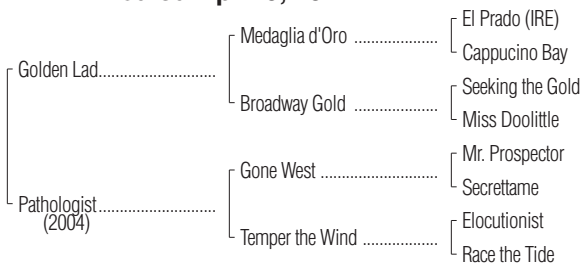 El Prado (IRE)
Medaglia d'Oro
Cappucino Bay
Golden Lad
Seeking the Gold
Broadway Gold
Miss Doolittle
Mr. Prospector
Gone West
Secrettame
Pathologist
(2004)
Elocutionist
Temper the Wind
Race the Tide